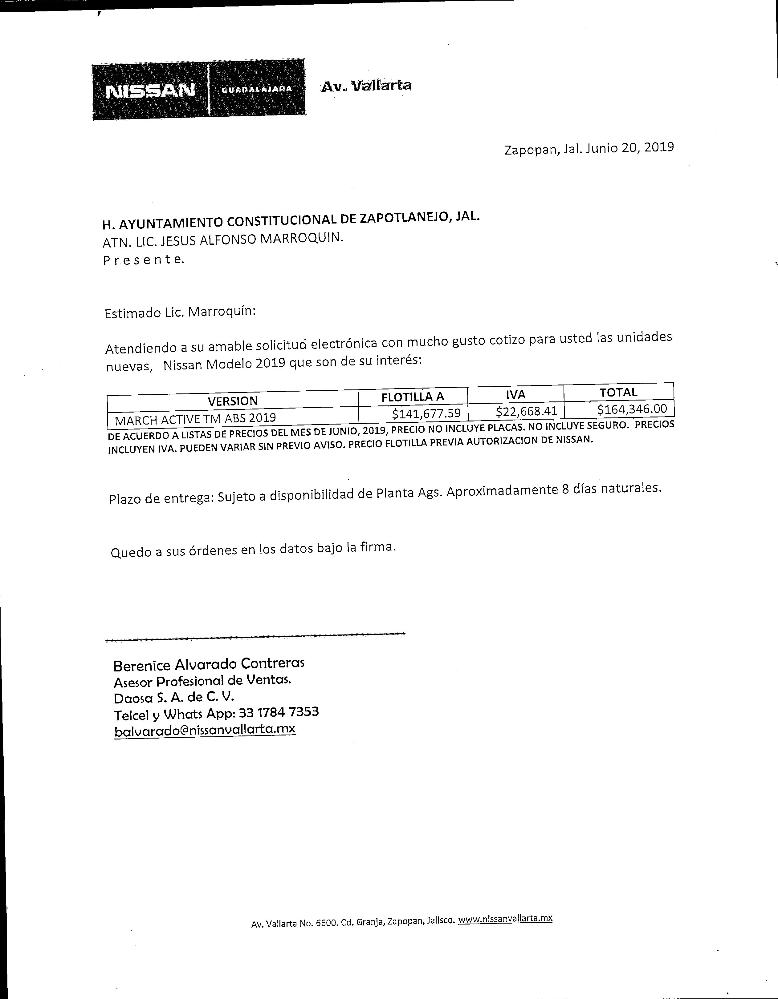 NISSAN GUADALAJARA Av. Vallarta
Zapopan, Jal. Junio 20, 2019
H. AYUNTAMIENTO CONSTITUCIONAL DE ZAPOTLANEJO, JAL.
ATN. LIC. JESUS ALFONSO MARROQUIN.
P r e s e n t e.
Estimado Lic. Marroquín:
Atendiendo a su amable solicitud electrónica con mucho gusto cotizo para usted las unidades
nuevas, Nissan Modelo 2019 que son de su interés:
VERSION FLOTILLA A IVA TOTAL
MARCH ACTIVE TM ABS 2019 $141,677.59 $22,668.41 $164,346.00
DE ACUERDO A LISTAS DE PRECIOS DEL MES DE JUNIO, 2019, PRECIO NO INCLUYE PLACAS. NO INCLUYE SEGURO. PRECIOS
INCLUYEN IVA. PUEDEN VARIAR SIN PREVIO AVISO. PRECIO FLOTILLA PREVIA AUTORIZACION DE NISSAN.
Plazo de entrega: Sujeto a disponibilidad de Planta Ags. Aproximadamente 8 días naturales.
Quedo a sus órdenes en los datos bajo la firma.
Berenice Alvarado Contreras
Asesor Profesional de Ventas.
Daosa S. A. de C. V.
Telcel y Whats App: 33 1784 7353
balvarado@nissanvallarta.mx
Av. Vallarta No. 6600. Cd. Granja, Zapopan, Jalisco. www.nissanvallarta.mx